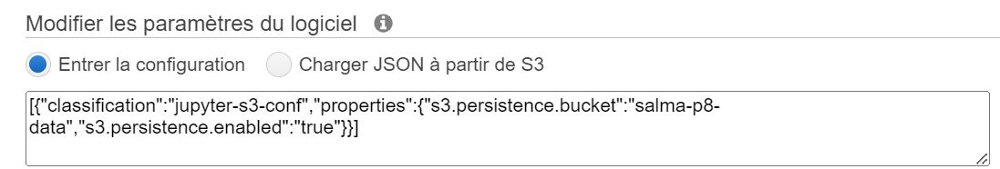 Modifier les paramètres du logiciel
Entrer la configuration Charger JSON à partir de S3
[{"classification":"jupyter-s3-conf","properties":{"s3.persistence.bucket":"salma-p8-
data","s3.persistence.enabled":"true"}}]